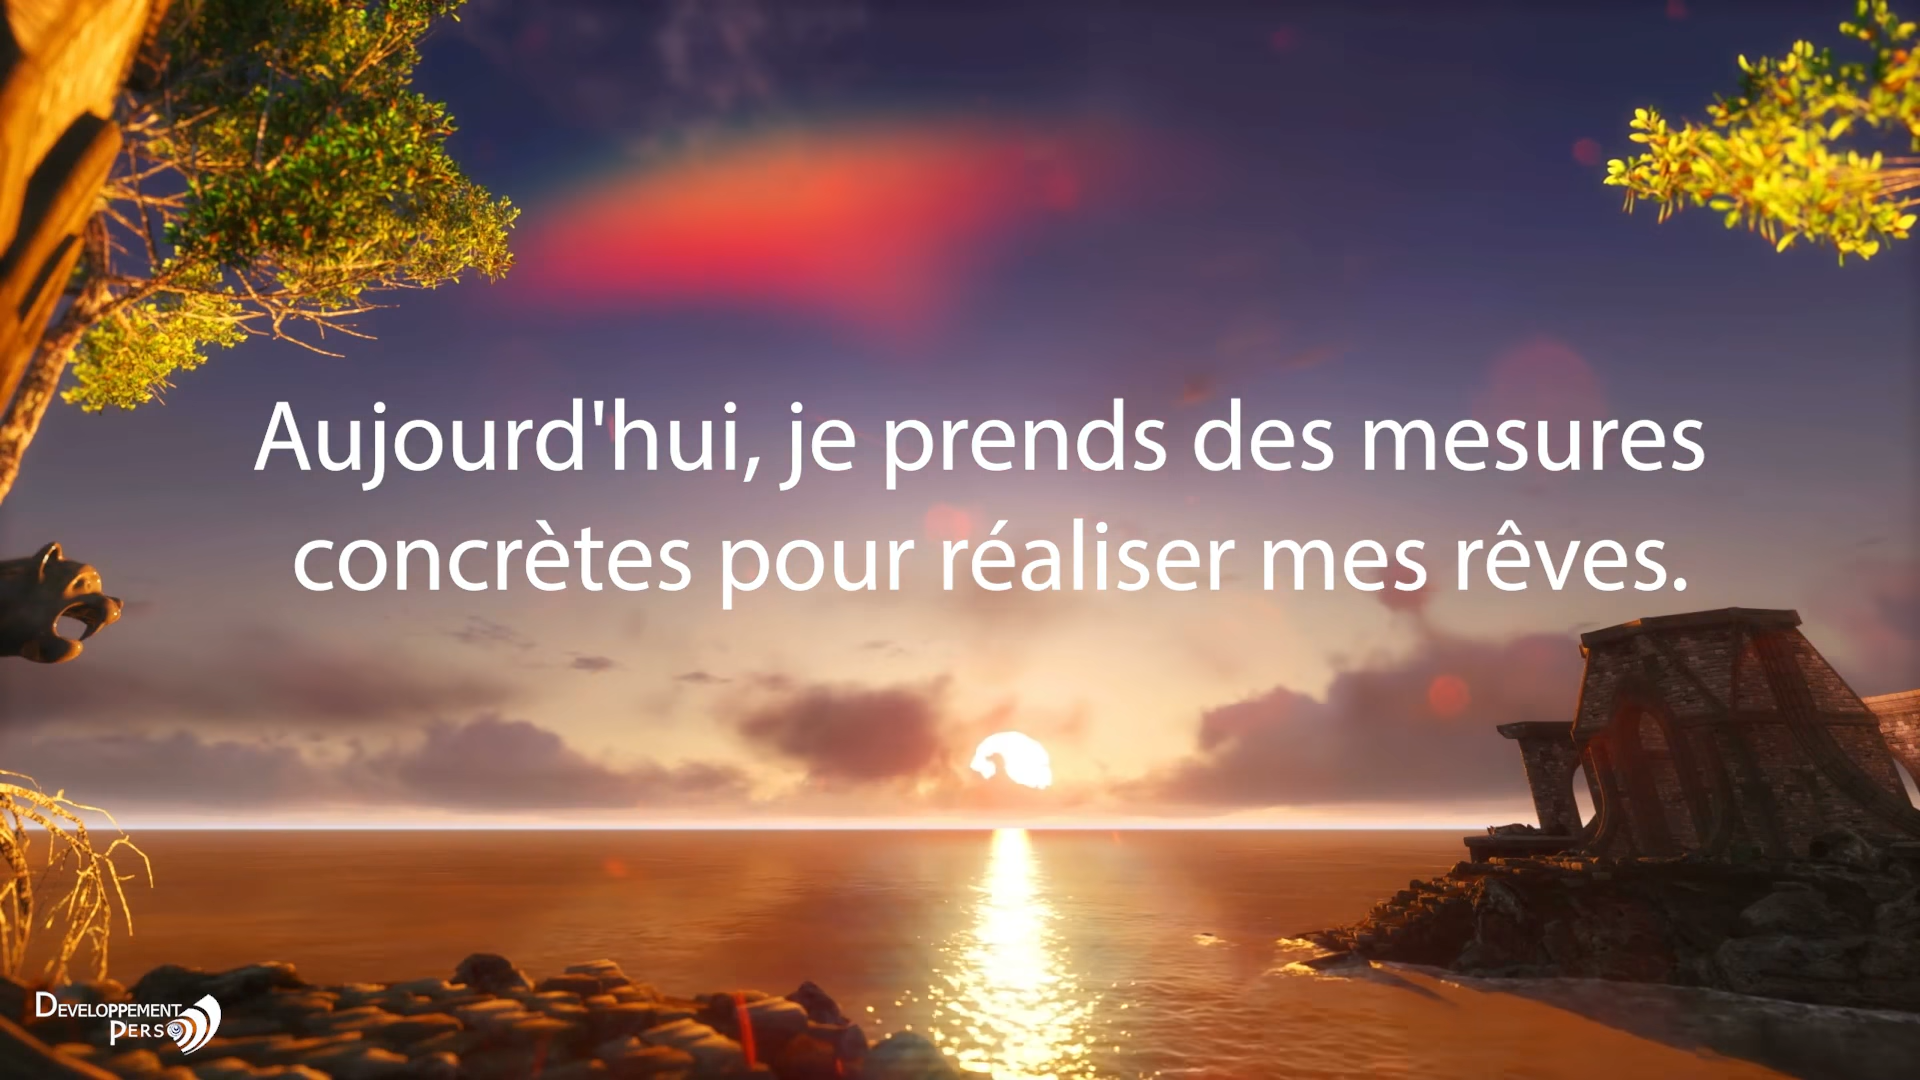 Aujourd'hui, je prends des mesures
concrètes pour réaliser mes rêves.
DEVELOPPEMENT
PERSO